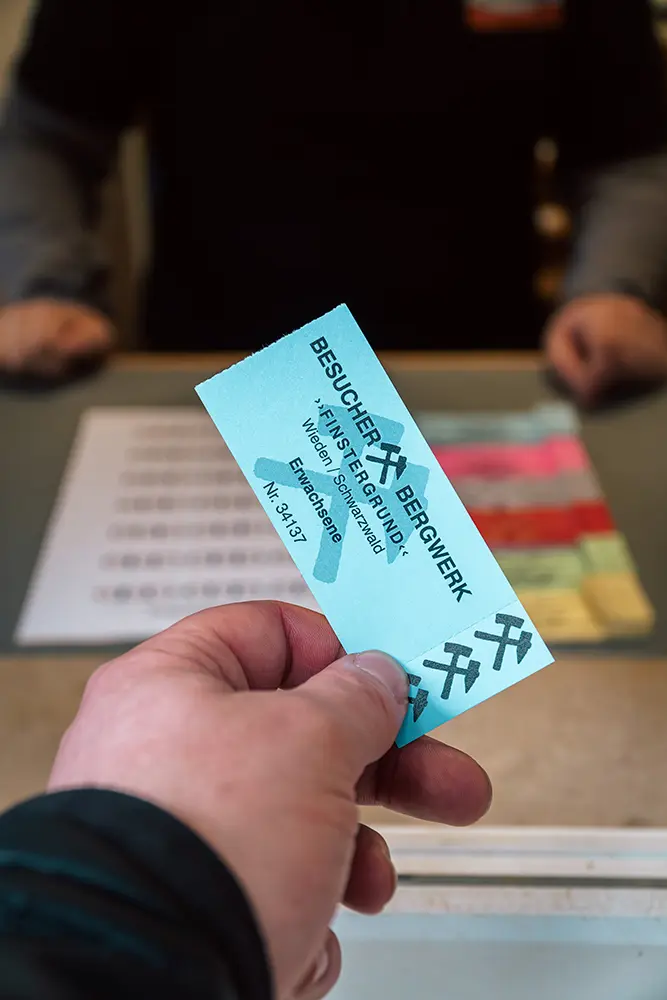 BESUCHER BERGWERK
››FINSTERGRUND‹‹
Wieden / Schwarzwald
Erwachsene
Nr. 34137